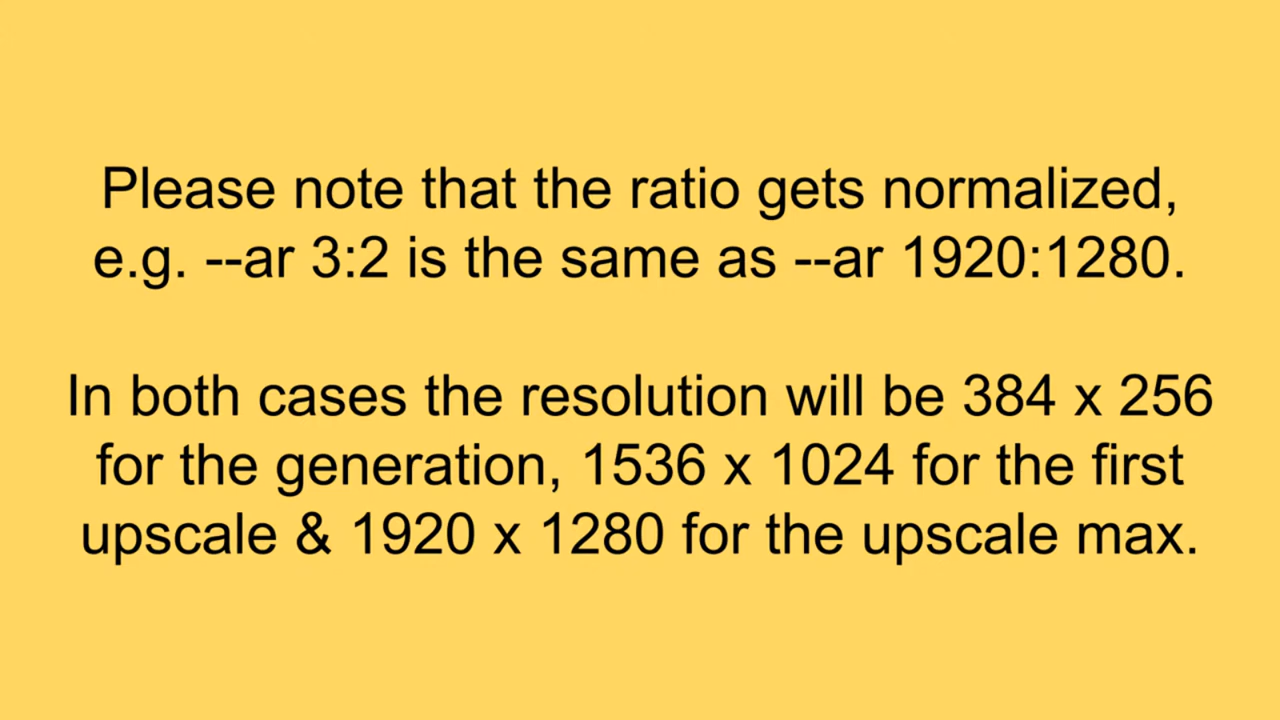 Please note that the ratio gets normalized,
e.g. --ar 3:2 is the same as --ar 1920:1280.
In both cases the resolution will be 384 x 256
for the generation, 1536 x 1024 for the first
upscale & 1920 x 1280 for the upscale max.